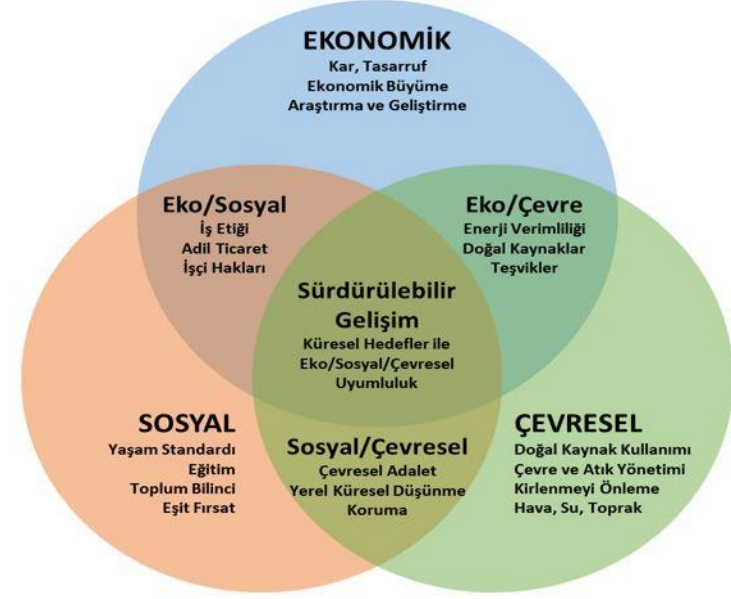 EKONOMİK
Kar, Tasarruf
Ekonomik Büyüme
Araştırma ve Geliştirme
Eko/Sosyal
İş Etiği
Adil Ticaret
İşçi Hakları
Eko/Çevre
Enerji Verimliliği
Doğal Kaynaklar
Teşvikler
Sürdürülebilir
Gelişim
Küresel Hedefler ile
Eko/Sosyal/Çevresel
Uyumluluk
SOSYAL
Yaşam Standardı
Eğitim
Toplum Bilinci
Eşit Fırsat
Sosyal/Çevresel
Çevresel Adalet
Yerel Küresel Düşünme
Koruma
ÇEVRESEL
Doğal Kaynak Kullanımı
Çevre ve Atık Yönetimi
Kirlenmeyi Önleme
Hava, Su, Toprak